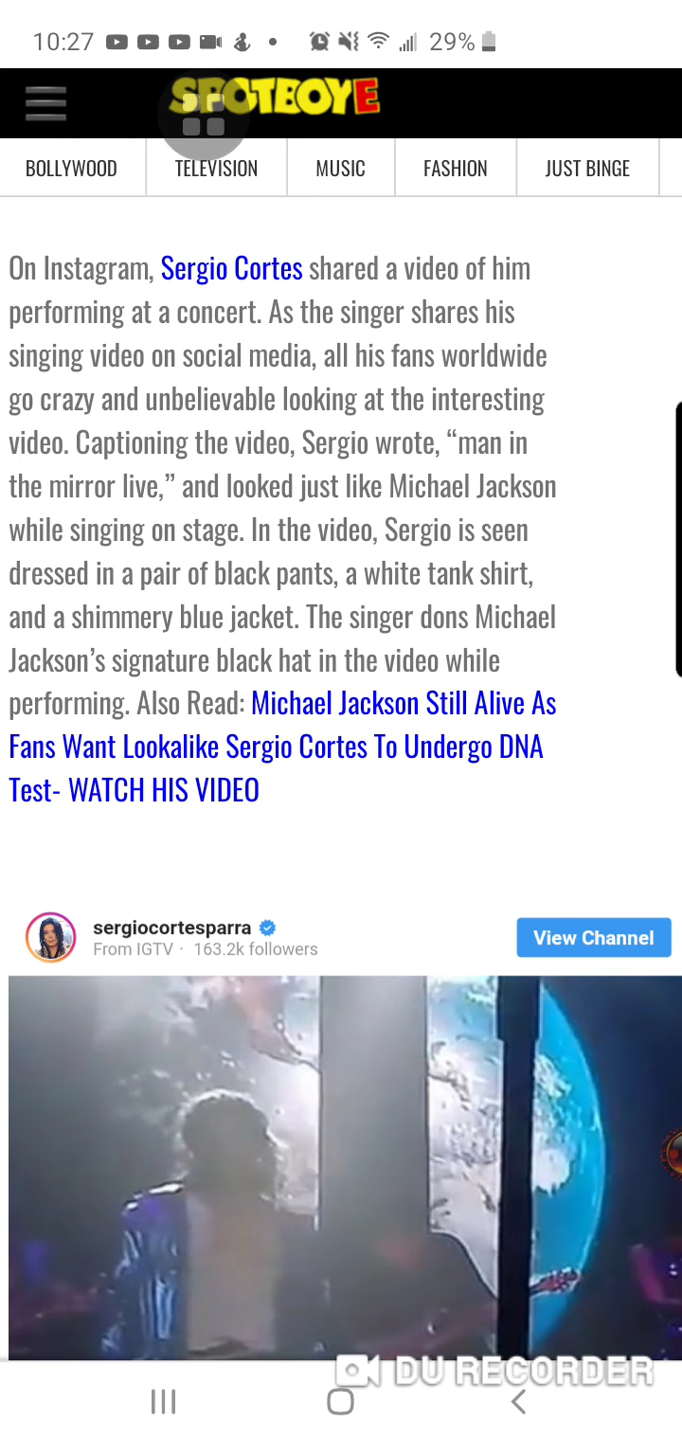 10:27 29%
SPOTBOYE
BOLLYWOOD TELEVISION MUSIC FASHION JUST BINGE
On Instagram, Sergio Cortes shared a video of him
performing at a concert. As the singer shares his
singing video on social media, all his fans worldwide
go crazy and unbelievable looking at the interesting
video. Captioning the video, Sergio wrote, “man in
the mirror live,” and looked just like Michael Jackson
while singing on stage. In the video, Sergio is seen
dressed in a pair of black pants, a white tank shirt,
and a shimmery blue jacket. The singer dons Michael
Jackson’s signature black hat in the video while
performing. Also Read: Michael Jackson Still Alive As
Fans Want Lookalike Sergio Cortes To Undergo DNA
Test- WATCH HIS VIDEO
sergiocortesparra
From IGTV · 163.2k followers
View Channel
DU RECORDER